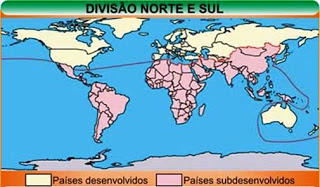 DIVISÃO NORTE E SUL
Países desenvolvidos
Países subdesenvolvidos